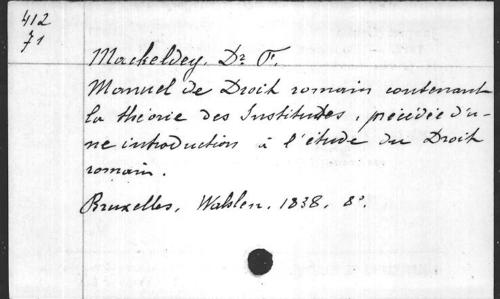 412
71
Mackeldey, Dr F.
Manuel de Droit romain contenant
la théorie des Institutes, précédée d'u-
ne introduction à l'étude du Droit
romain.
Bruxelles, Wahlen, 1838, 8°.